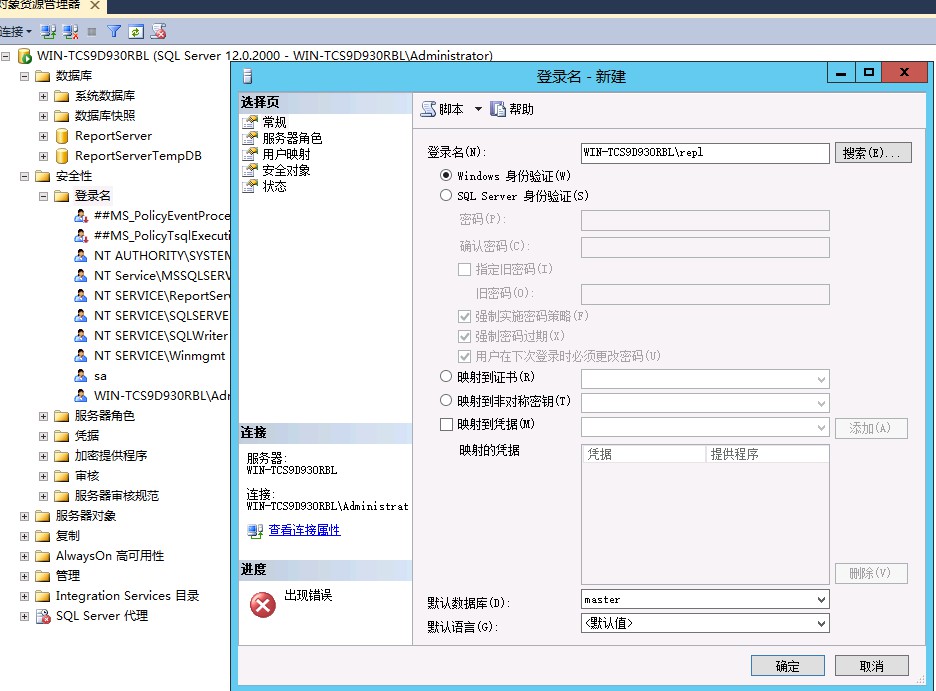 对象资源管理器
连接
WIN-TCS9D930RBL (SQL Server 12.0.2000 - WIN-TCS9D930RBL\Administrator)
数据库
系统数据库
数据库快照
ReportServer
ReportServerTempDB
安全性
登录名
##MS_PolicyEventProce
##MS_PolicyTsqlExecuti
NT AUTHORITY\SYSTEM
NT Service\MSSQLSERV
NT SERVICE\ReportServ
NT SERVICE\SQLSERVE
NT SERVICE\SQLWriter
NT SERVICE\Winmgmt
sa
WIN-TCS9D930RBL\Adr
服务器角色
凭据
加密提供程序
审核
服务器审核规范
服务器对象
复制
AlwaysOn 高可用性
管理
Integration Services 目录
SQL Server 代理
登录名 - 新建
选择页
常规
服务器角色
用户映射
安全对象
状态
连接
服务器:
WIN-TCS9D930RBL
连接:
WIN-TCS9D930RBL\Administrat
查看连接属性
进度
出现错误
脚本
帮助
登录名(N):
WIN-TCS9D930RBL\repl
搜索(E)...
Windows 身份验证(W)
SQL Server 身份验证(S)
密码(P):
确认密码(C):
指定旧密码(I)
旧密码(O):
强制实施密码策略(F)
强制密码过期(X)
用户在下次登录时必须更改密码(U)
映射到证书(R)
映射到非对称密钥(T)
映射到凭据(M)
添加(A)
映射的凭据
凭据 提供程序
删除(V)
默认数据库(D):
master
默认语言(G):
<默认值>
确定
取消